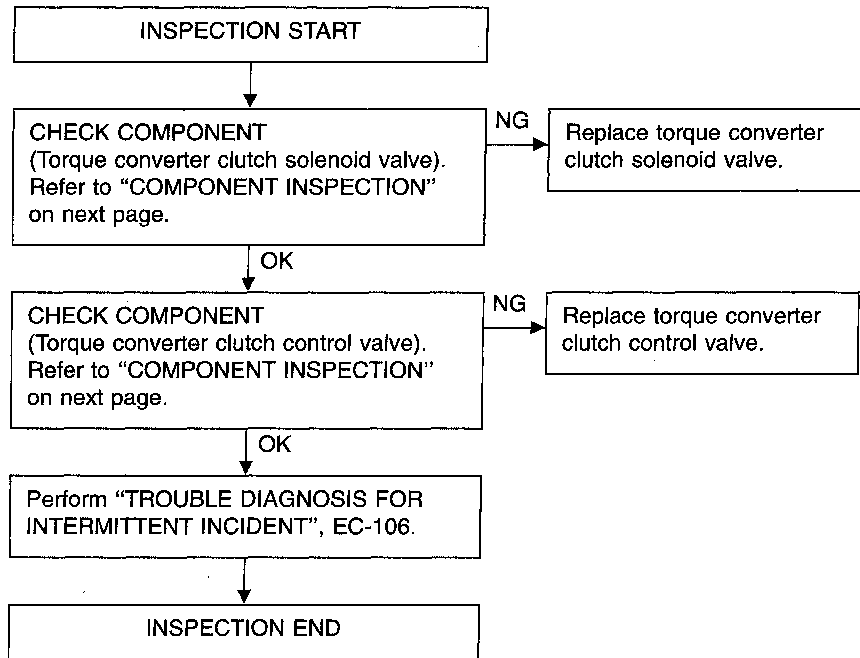 INSPECTION START
CHECK COMPONENT
(Torque converter clutch solenoid valve).
Refer to “COMPONENT INSPECTION”
on next page.
NG
Replace torque converter
clutch solenoid valve.
OK
CHECK COMPONENT
(Torque converter clutch control valve).
Refer to “COMPONENT INSPECTION”
on next page.
NG
Replace torque converter
clutch control valve.
OK
Perform “TROUBLE DIAGNOSIS FOR
INTERMITTENT INCIDENT”, EC-106.
INSPECTION END